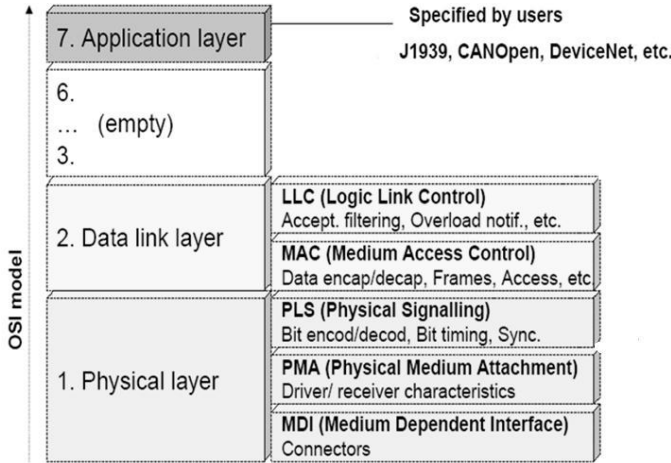 Specified by users
7. Application layer
J1939, CANOpen, DeviceNet, etc.
6.
... (empty)
3.
LLC (Logic Link Control)
Accept. filtering, Overload notif., etc.
2. Data link layer
MAC (Medium Access Control)
Data encap/decap, Frames, Access, etc
PLS (Physical Signalling)
Bit encod/decod, Bit timing, Sync.
1. Physical layer
PMA (Physical Medium Attachment)
Driver/ receiver characteristics
MDI (Medium Dependent Interface)
Connectors
OSI model